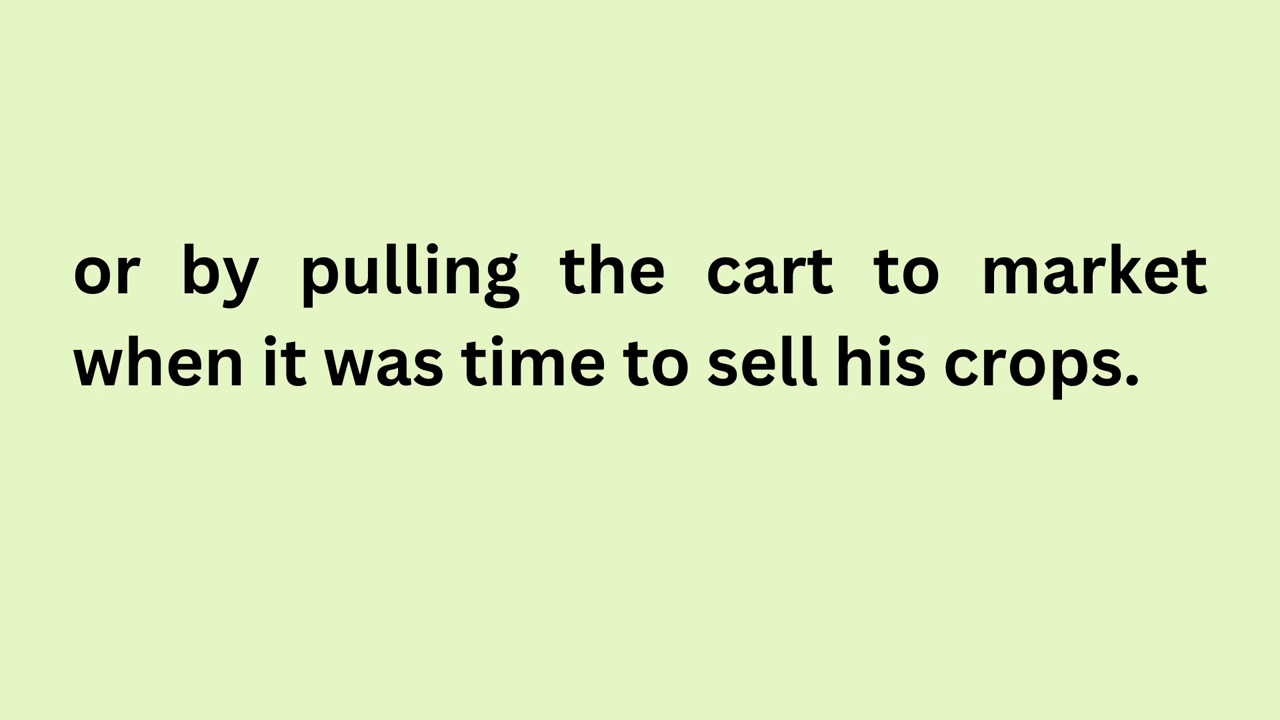 or by pulling the cart to market
when it was time to sell his crops.